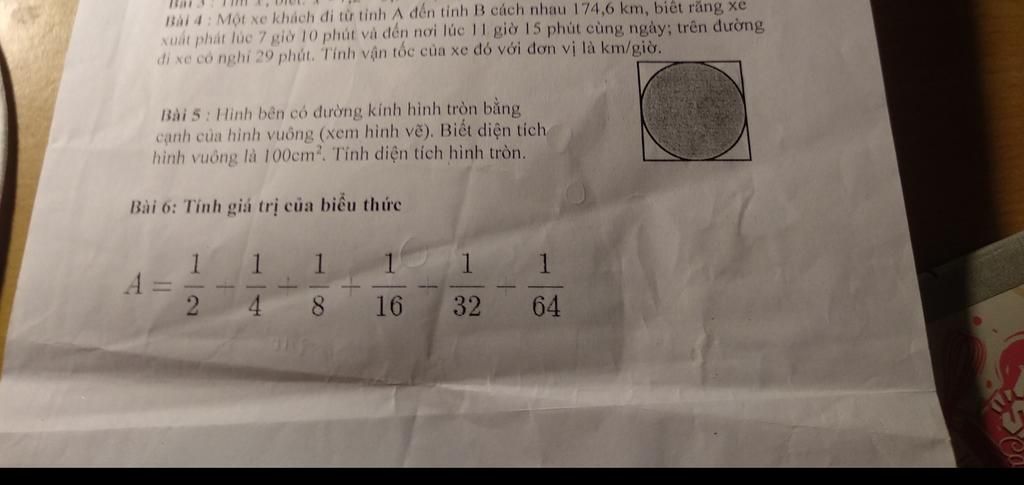 Bài 4 : Một xe khách đi từ tỉnh A đến tỉnh B cách nhau 174,6 km, biết rằng xe
xuất phát lúc 7 giờ 10 phút và đến nơi lúc 11 giờ 15 phút cùng ngày; trên đường
đi xe có nghỉ 29 phút. Tính vận tốc của xe đó với đơn vị là km/giờ.
Bài 5 : Hình bên có đường kính hình tròn bằng
cạnh của hình vuông (xem hình vẽ). Biết diện tích
hình vuông là 100cm². Tính diện tích hình tròn.
Bài 6: Tính giá trị của biểu thức
A = 1/2 + 1/4 + 1/8 + 1/16 + 1/32 + 1/64